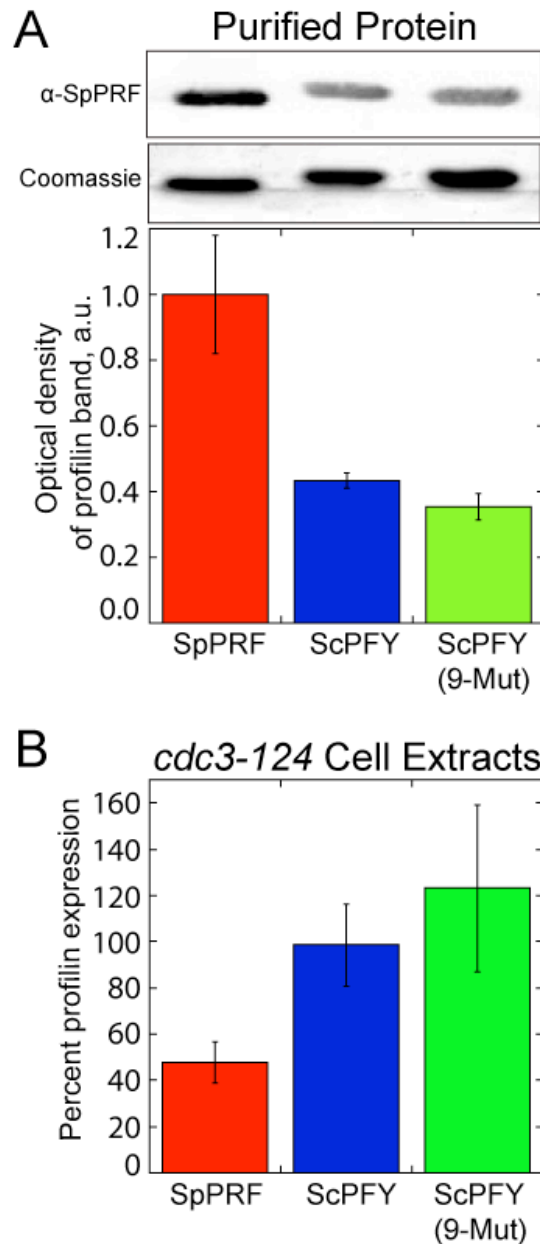 A Purified Protein
α-SpPRF
Coomassie
Optical density
of profilin band, a.u.
1.2
1.0
0.8
0.6
0.4
0.2
0.0
SpPRF ScPFY ScPFY
(9-Mut)
B cdc3-124 Cell Extracts
Percent profilin expression
160
140
120
100
80
60
40
20
0
SpPRF ScPFY ScPFY
(9-Mut)